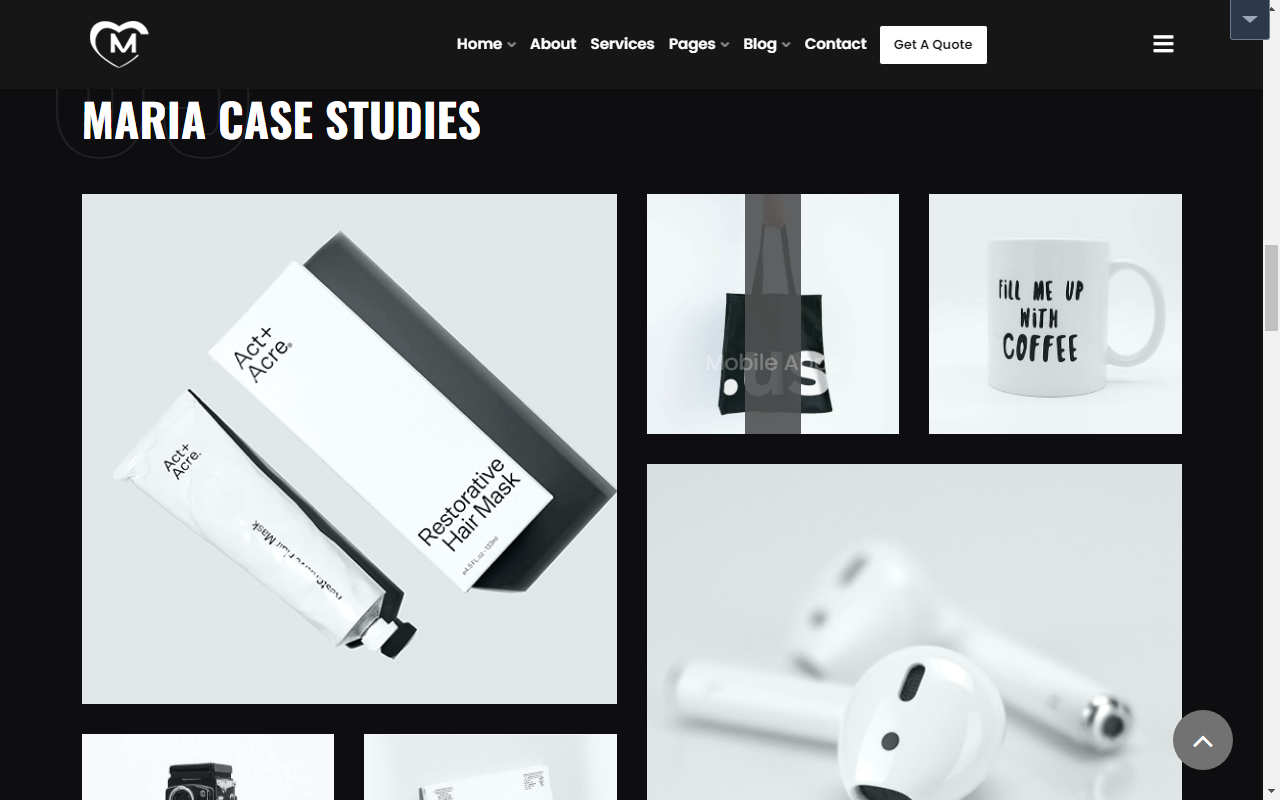 M
Home
About
Services
Pages
Blog
Contact
Get A Quote
MARIA CASE STUDIES
Act+
Acre®
Restorative
Hair Mask
Act+
Acre.
Restorative Hair Mask
Mobile Apps
.us
FiLL ME UP
WiTH
COFFEE